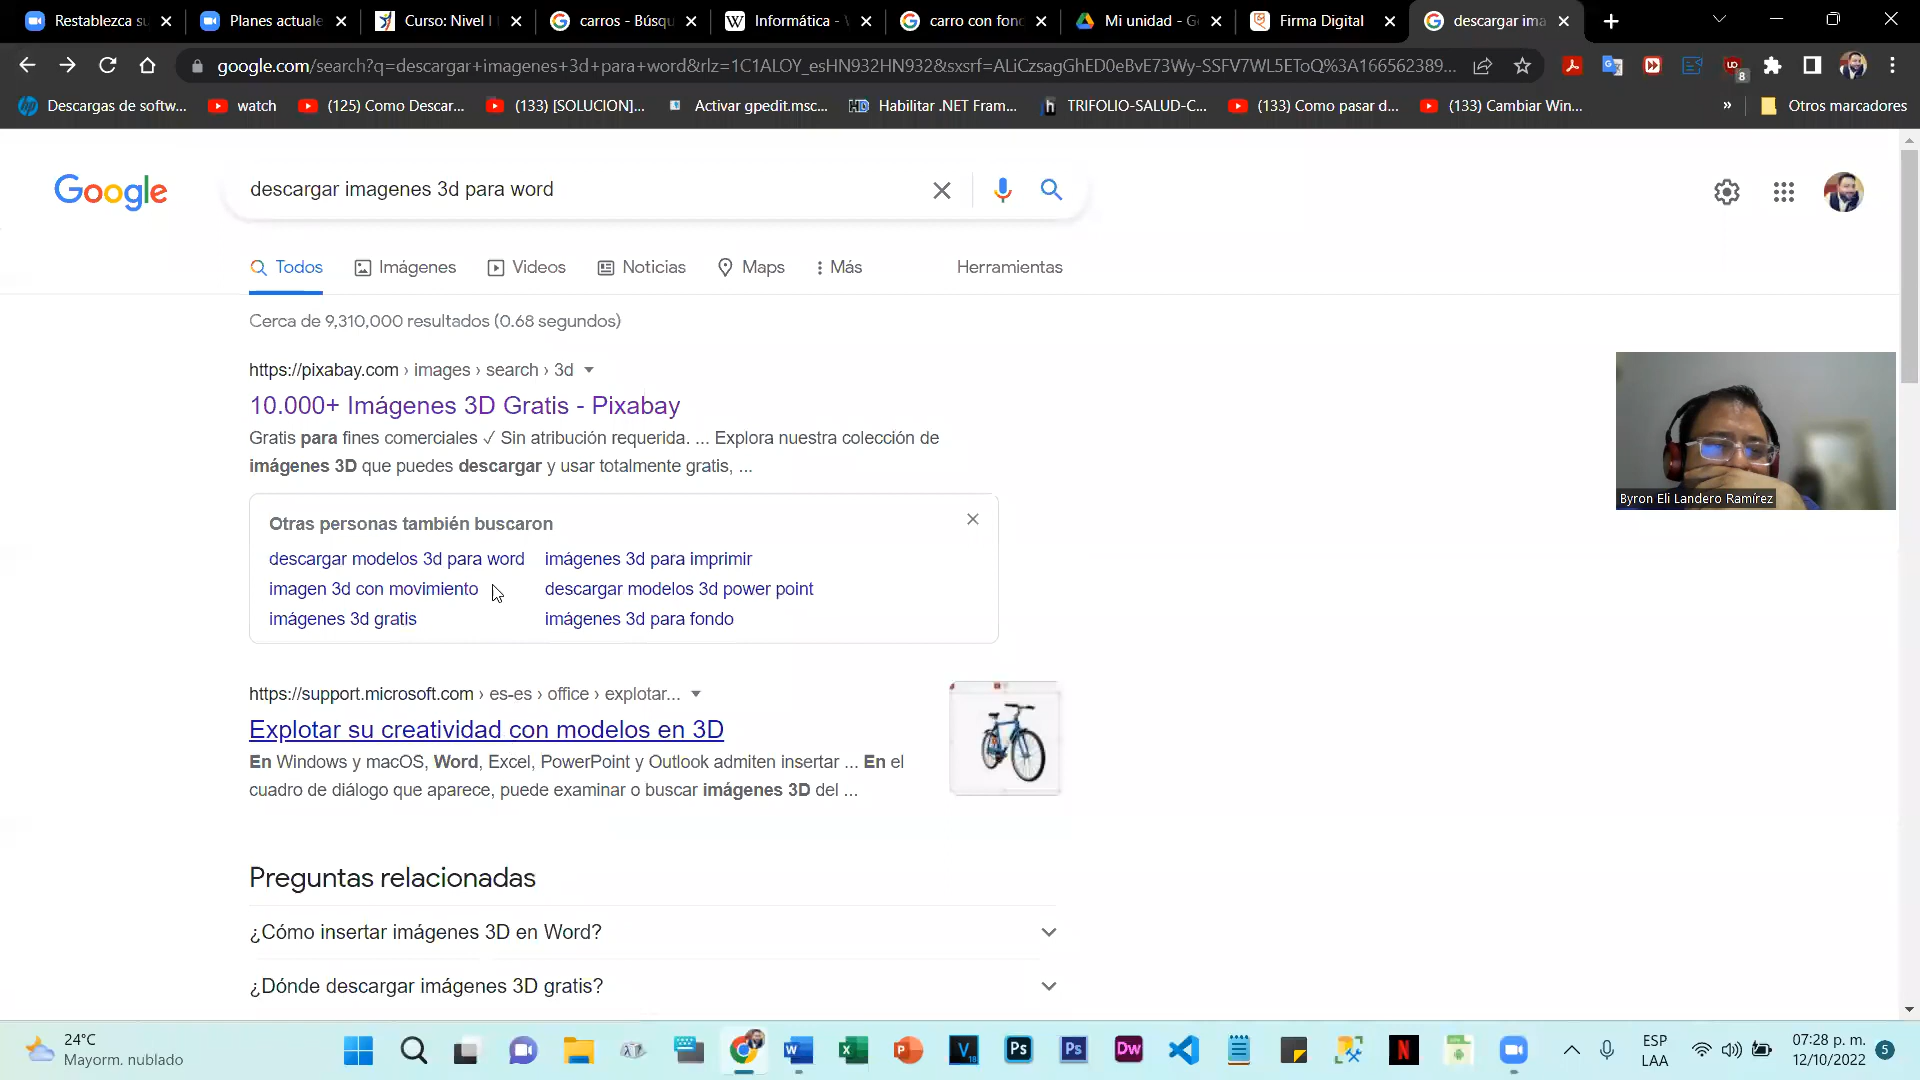 Restablezca su
Planes actuale
Curso: Nivel I
carros - Búsqu
Informática - V
carro con fond
Mi unidad - Go
Firma Digital
descargar ima
google.com/search?q=descargar+imagenes+3d+para+word&rlz=1C1ALOY_esHN932HN932&sxsrf=ALiCzsagGhED0eBvE73Wy-SSFV7WL5EToQ%3A166562389...
8
Descargas de softw...
watch
(125) Como Descar...
(133) [SOLUCION]...
Activar gpedit.msc...
Habilitar .NET Fram...
TRIFOLIO-SALUD-C...
(133) Como pasar d...
(133) Cambiar Win...
»
Otros marcadores
Google
descargar imagenes 3d para word
Todos
Imágenes
Videos
Noticias
Maps
Más
Herramientas
Cerca de 9,310,000 resultados (0.68 segundos)
https://pixabay.com › images › search › 3d
10.000+ Imágenes 3D Gratis - Pixabay
Gratis para fines comerciales ✓ Sin atribución requerida. ... Explora nuestra colección de
imágenes 3D que puedes descargar y usar totalmente gratis, ...
Otras personas también buscaron
descargar modelos 3d para word
imágenes 3d para imprimir
imagen 3d con movimiento
descargar modelos 3d power point
imágenes 3d gratis
imágenes 3d para fondo
Byron Eli Landero Ramírez
https://support.microsoft.com › es-es › office › explotar...
Explotar su creatividad con modelos en 3D
En Windows y macOS, Word, Excel, PowerPoint y Outlook admiten insertar ... En el
cuadro de diálogo que aparece, puede examinar o buscar imágenes 3D del ...
Preguntas relacionadas
¿Cómo insertar imágenes 3D en Word?
¿Dónde descargar imágenes 3D gratis?
24°C
Mayorm. nublado
ESP
LAA
07:28 p. m.
12/10/2022
5